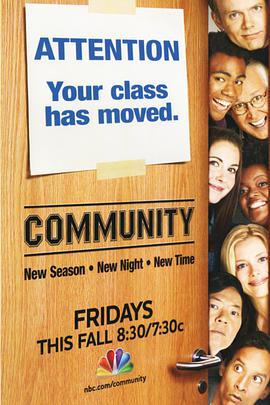 ATTENTION
Your class
has moved.
COMMUNITY
New Season • New Night • New Time
FRIDAYS
THIS FALL 8:30/7:30c
nbc.com/community